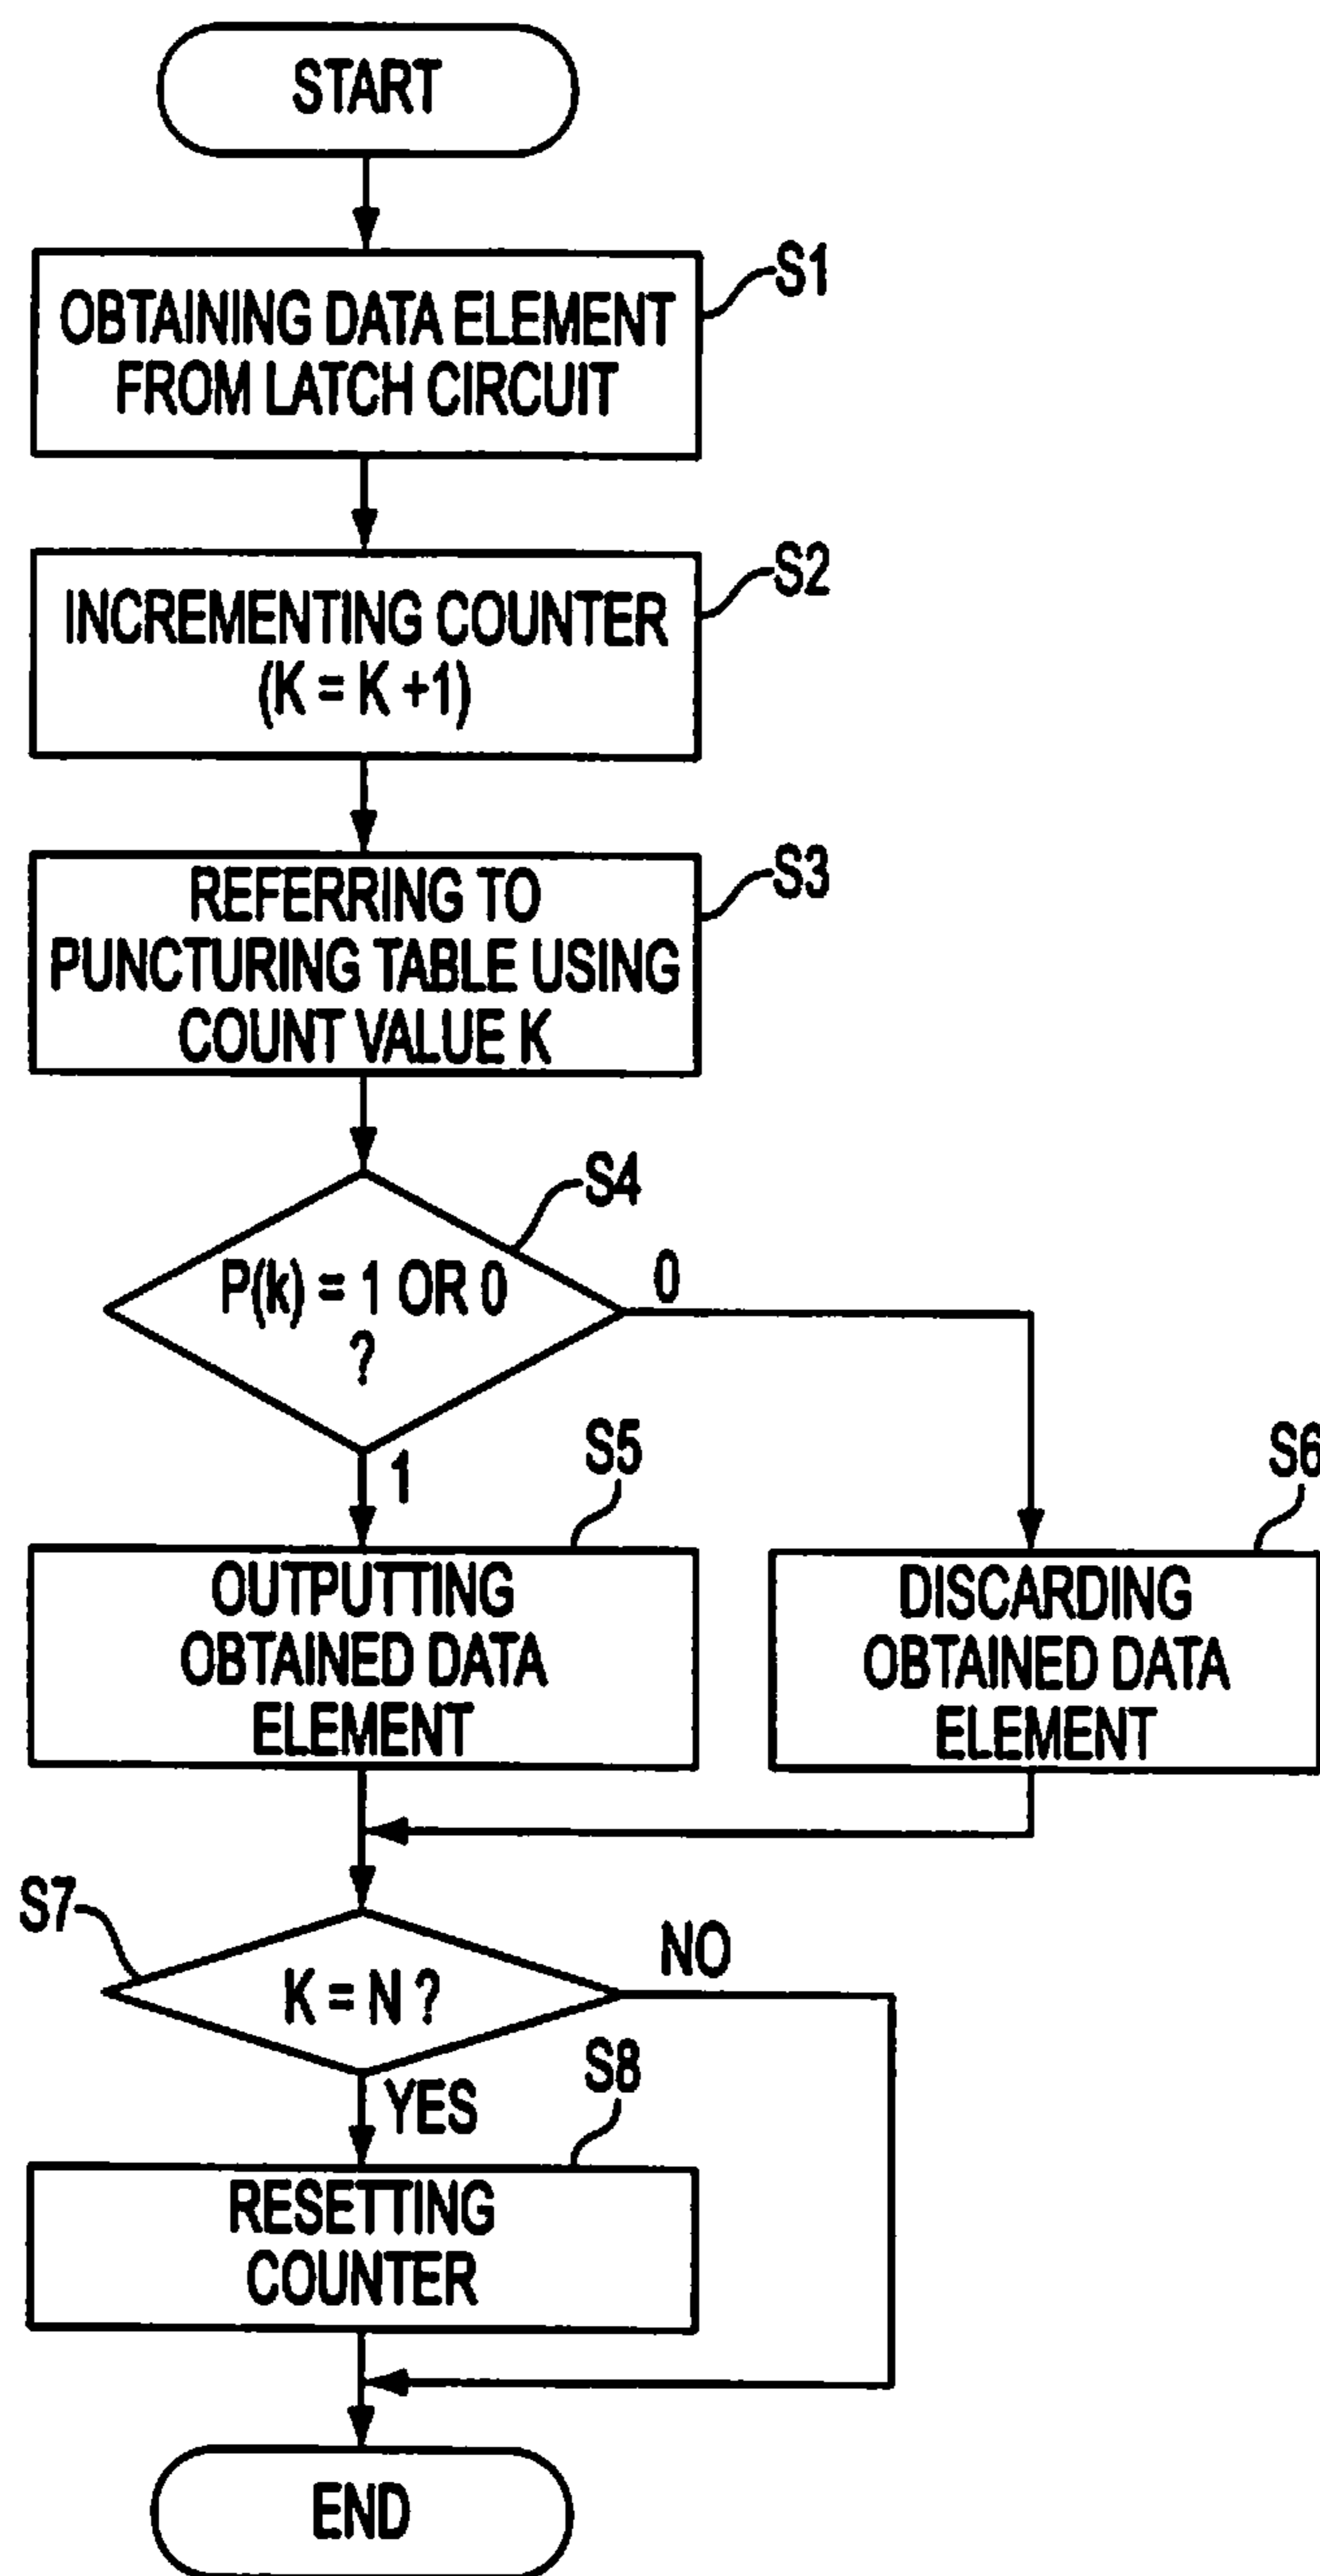 START
S1
OBTAINING DATA ELEMENT
FROM LATCH CIRCUIT
S2
INCREMENTING COUNTER
(K = K +1)
S3
REFERRING TO
PUNCTURING TABLE USING
COUNT VALUE K
S4
P(k) = 1 OR 0
?
0
1
S5
OUTPUTTING
OBTAINED DATA
ELEMENT
S6
DISCARDING
OBTAINED DATA
ELEMENT
S7
K = N ?
NO
YES
S8
RESETTING
COUNTER
END